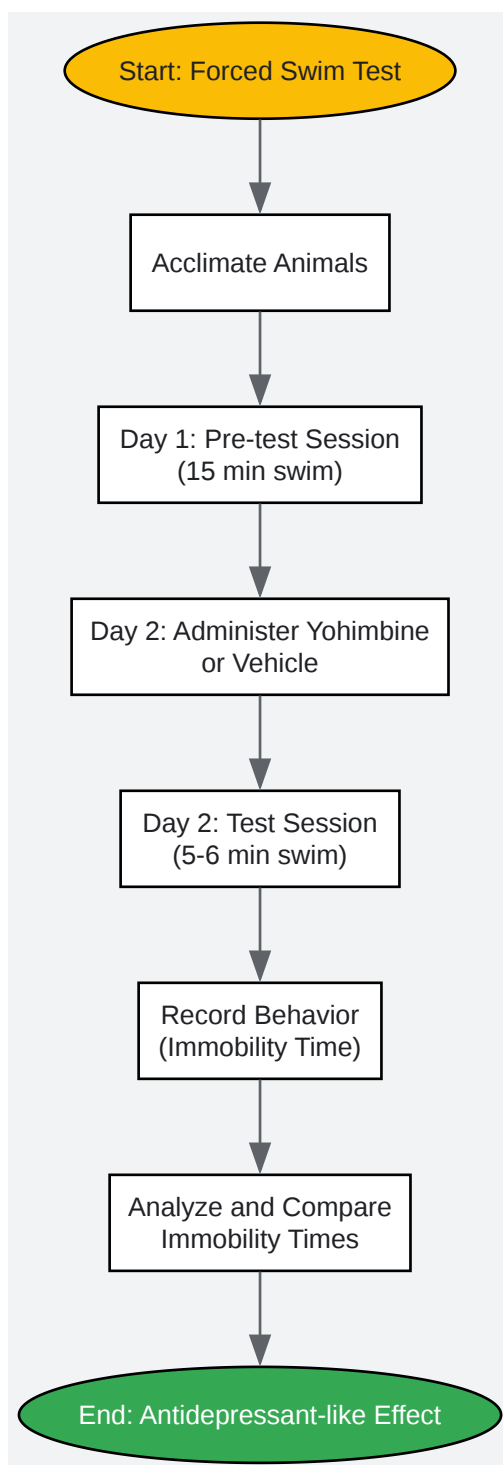 Start: Forced Swim Test
Acclimate Animals
Day 1: Pre-test Session
(15 min swim)
Day 2: Administer Yohimbine
or Vehicle
Day 2: Test Session
(5-6 min swim)
Record Behavior
(Immobility Time)
Analyze and Compare
Immobility Times
End: Antidepressant-like Effect